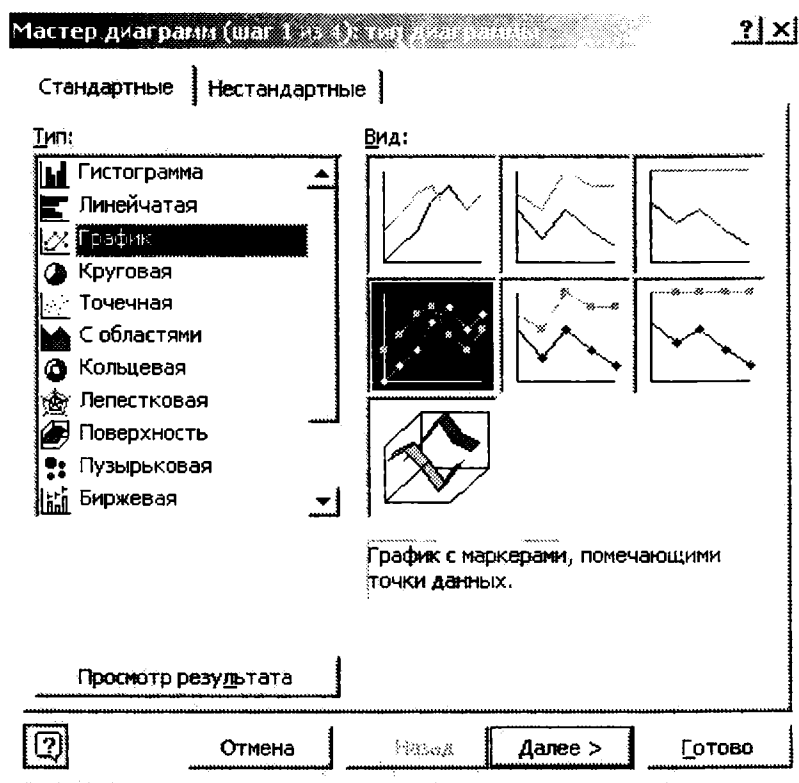 Мастер диаграмм (шаг 1 из 4): тип диаграммы
Стандартные Нестандартные
Тип:
Гистограмма
Линейчатая
График
Круговая
Точечная
С областями
Кольцевая
Лепестковая
Поверхность
Пузырьковая
Биржевая
Вид:
График с маркерами, помечающими
точки данных.
Просмотр результата
Отмена Назад Далее > Готово